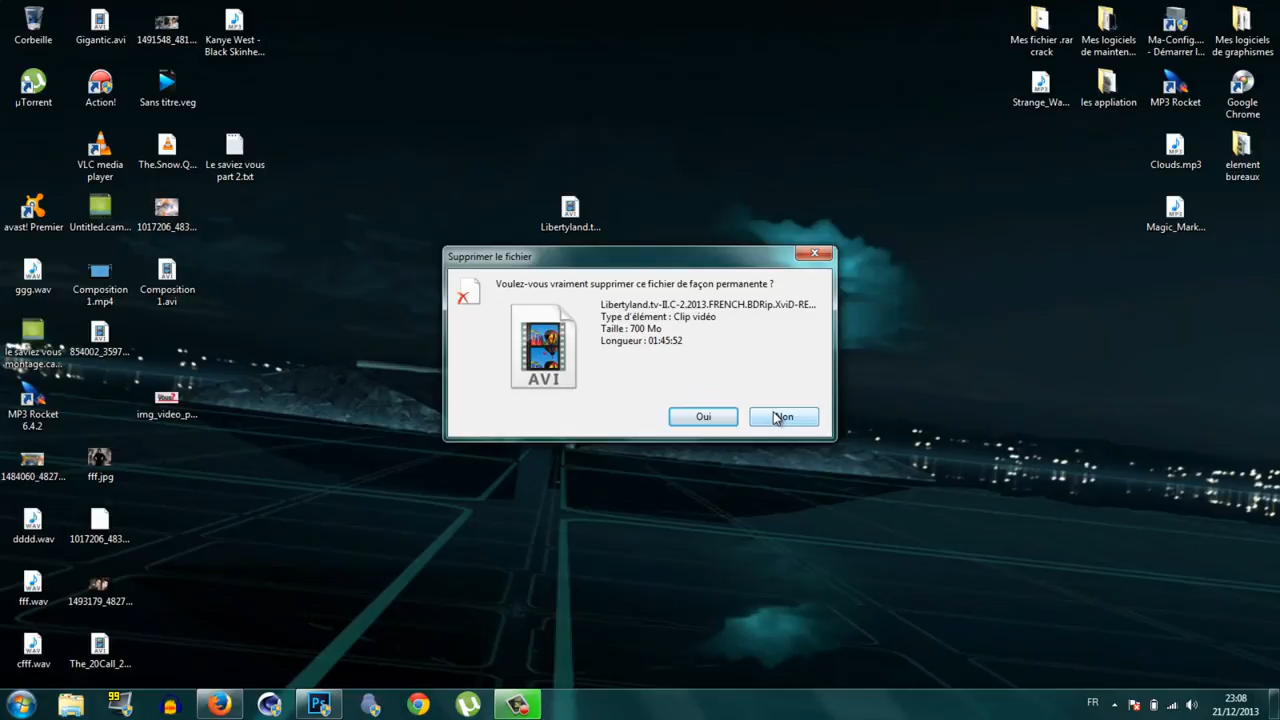 Corbeille
Gigantic.avi
1491548_481...
Kanye West -
Black Skinhe...
µTorrent
Action!
Sans titre.veg
VLC media
player
The.Snow.Q...
Le saviez vous
part 2.txt
avast! Premier
Untitled.cam...
1017206_483...
ggg.wav
Composition
1.mp4
Composition
1.avi
le saviez vous
montage.ca...
854002_3597...
MP3 Rocket
6.4.2
Vous?
img_video_p...
1484060_4827...
fff.jpg
dddd.wav
1017206_483...
fff.wav
1493179_4827...
cfff.wav
The_20Call_2...
Libertyland.t...
Mes fichier .rar
crack
Mes logiciels
de mainten...
Ma-Config....
- Démarrer l...
Mes logiciels
de graphismes
Strange_Wa...
les appliation
MP3 Rocket
Google
Chrome
Clouds.mp3
element
bureaux
Magic_Mark...
Supprimer le fichier
Voulez-vous vraiment supprimer ce fichier de façon permanente ?
Libertyland.tv-II.C-2.2013.FRENCH.BDRip.XviD-RE...
Type d'élément : Clip vidéo
Taille : 700 Mo
Longueur : 01:45:52
AVI
Oui
Non
99
Ps
FR
23:08
21/12/2013